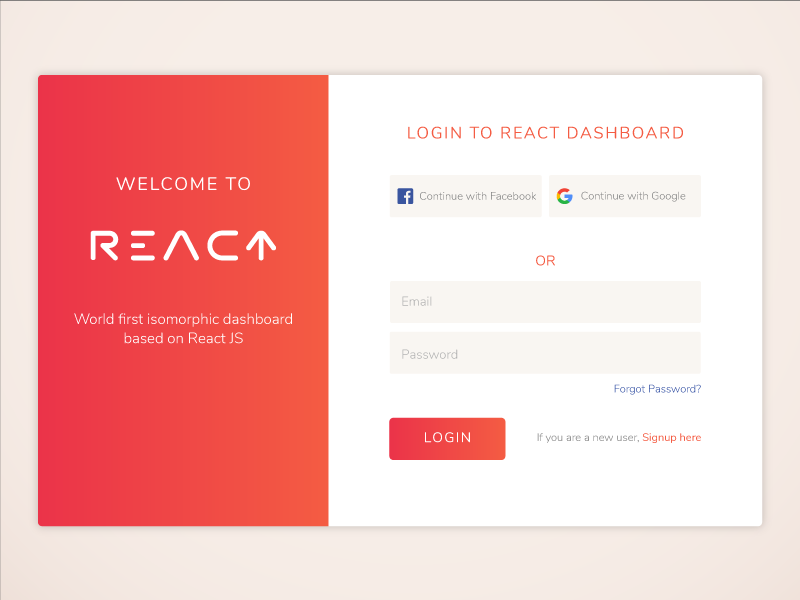 WELCOME TO
REACT
World first isomorphic dashboard
based on React JS
LOGIN TO REACT DASHBOARD
Continue with Facebook
Continue with Google
OR
Email
Password
Forgot Password?
LOGIN
If you are a new user, Signup here